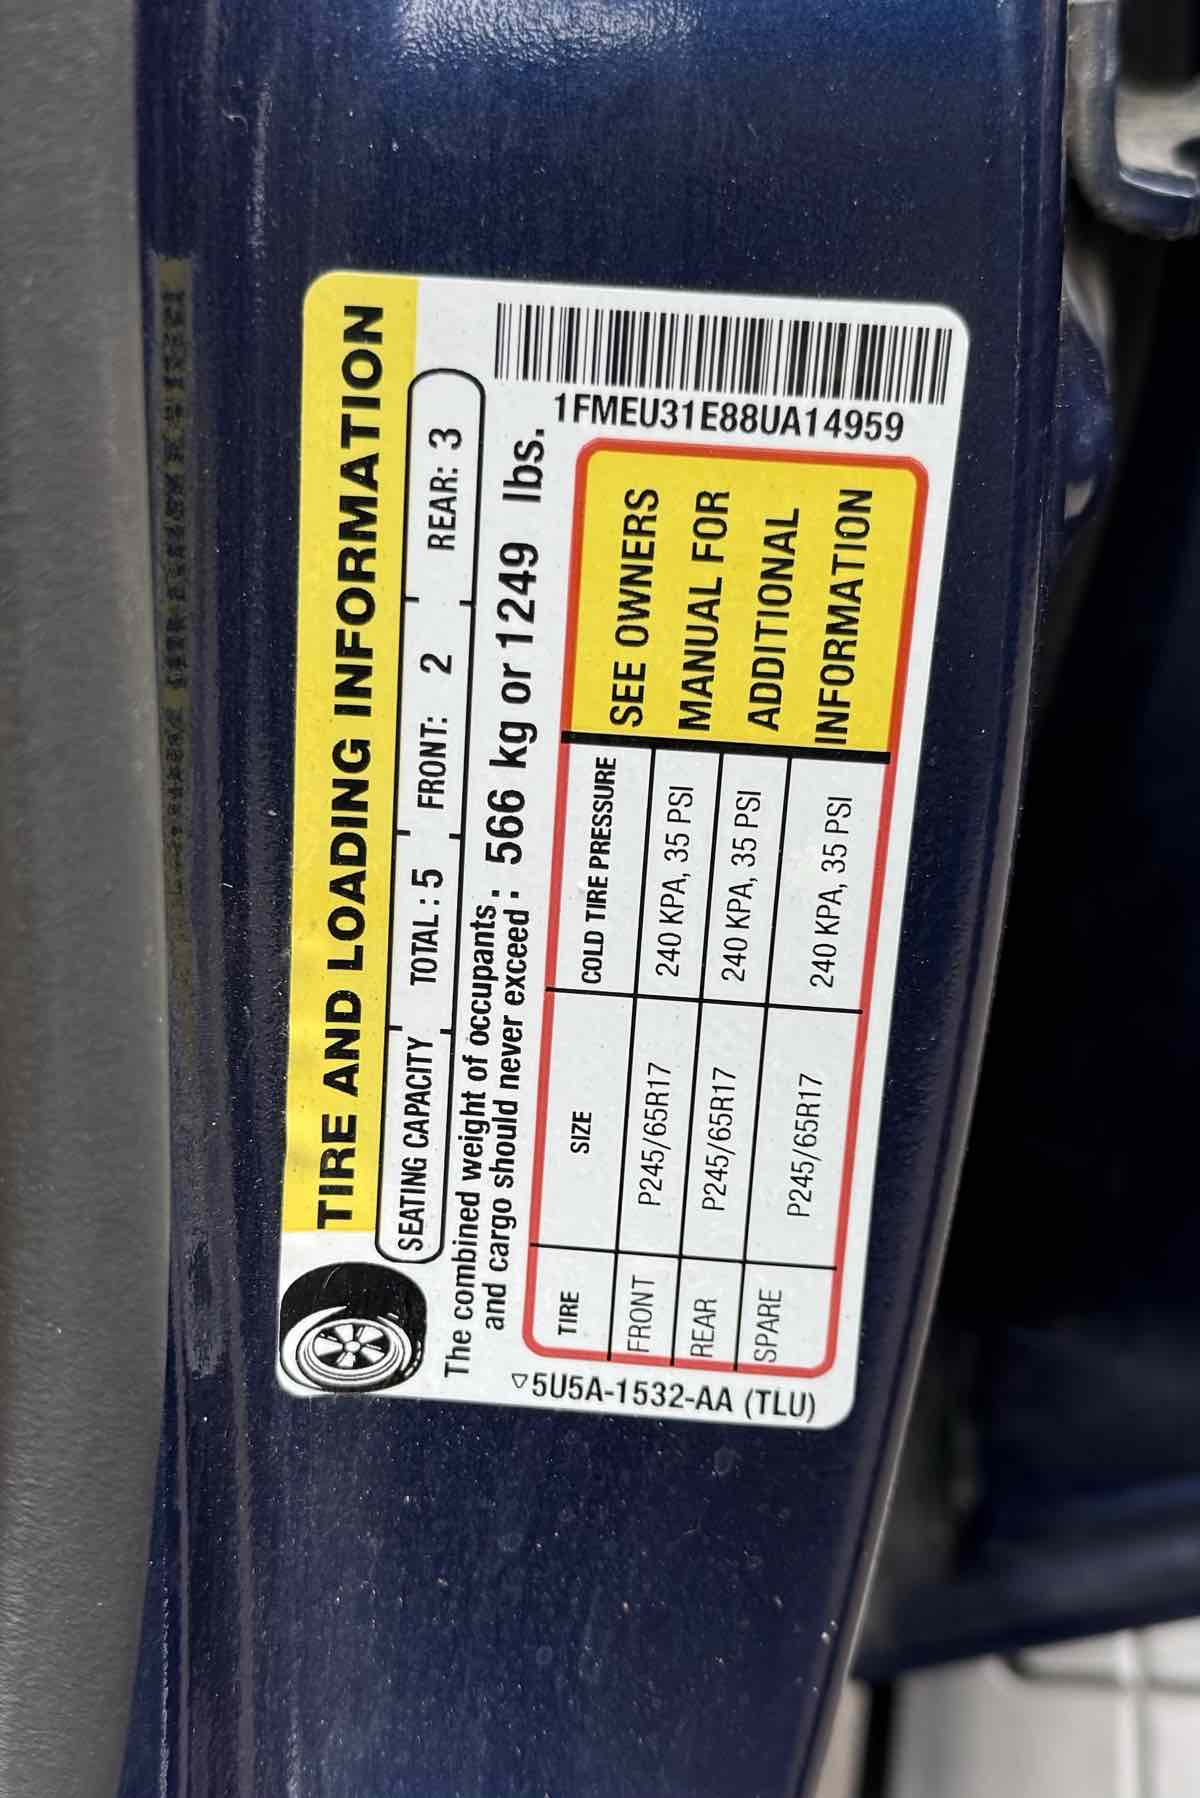 TIRE AND LOADING INFORMATION
SEATING CAPACITY TOTAL : 5 FRONT: 2 REAR: 3
The combined weight of occupants
and cargo should never exceed : 566 kg or 1249 lbs.
1FMEU31E88UA14959
TIRE SIZE COLD TIRE PRESSURE
FRONT P245/65R17 240 KPA, 35 PSI
REAR P245/65R17 240 KPA, 35 PSI
SPARE P245/65R17 240 KPA, 35 PSI
SEE OWNERS
MANUAL FOR
ADDITIONAL
INFORMATION
5U5A-1532-AA (TLU)